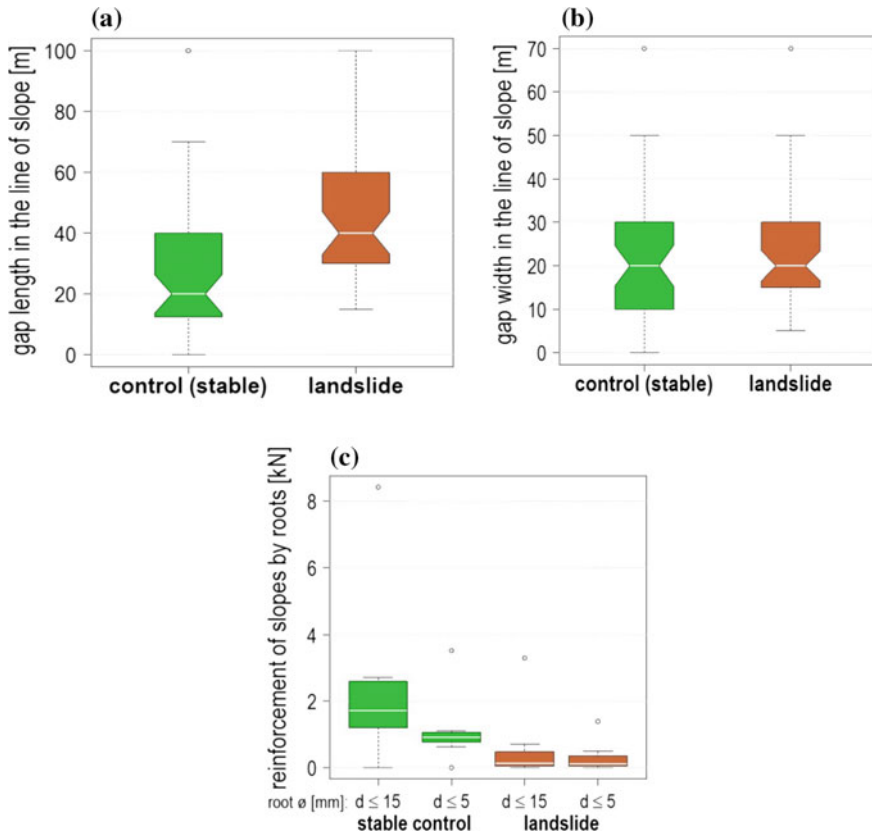 (a)
gap length in the line of slope [m]
100
80
60
40
20
0
control (stable) landslide
(b)
gap width in the line of slope [m]
70
60
50
40
30
20
10
0
control (stable) landslide
(c)
reinforcement of slopes by roots [kN]
8
6
4
2
0
root ø [mm]: d ≤ 15 d ≤ 5 d ≤ 15 d ≤ 5
stable control landslide